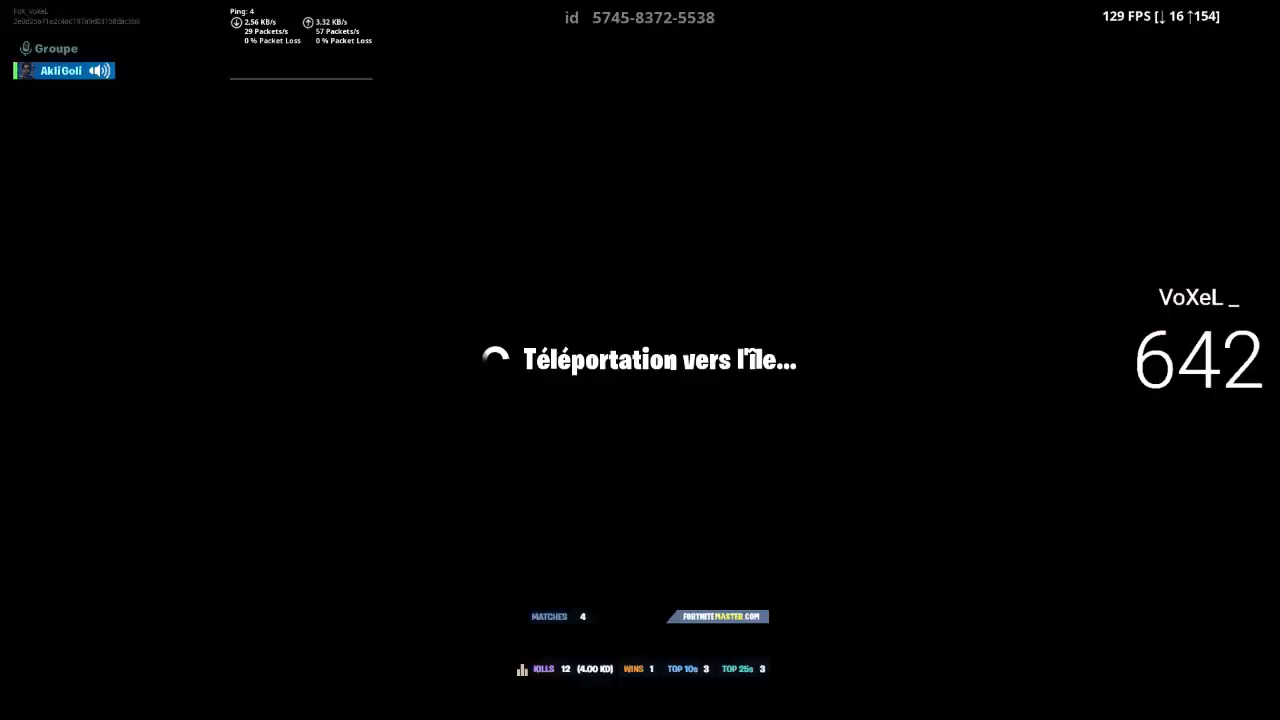 FoX_VoXeL
Groupe
AkliGoli
Ping: 4
2.56 KB/s 3.32 KB/s
29 Packets/s 57 Packets/s
0 % Packet Loss 0 % Packet Loss
id 5745-8372-5538
129 FPS [↓ 16 ↑154]
VoXeL _
642
Téléportation vers l'île...
MATCHES 4
FORTNITEMASTER.COM
KILLS 12 (4.00 KD) WINS 1 TOP 10s 3 TOP 25s 3